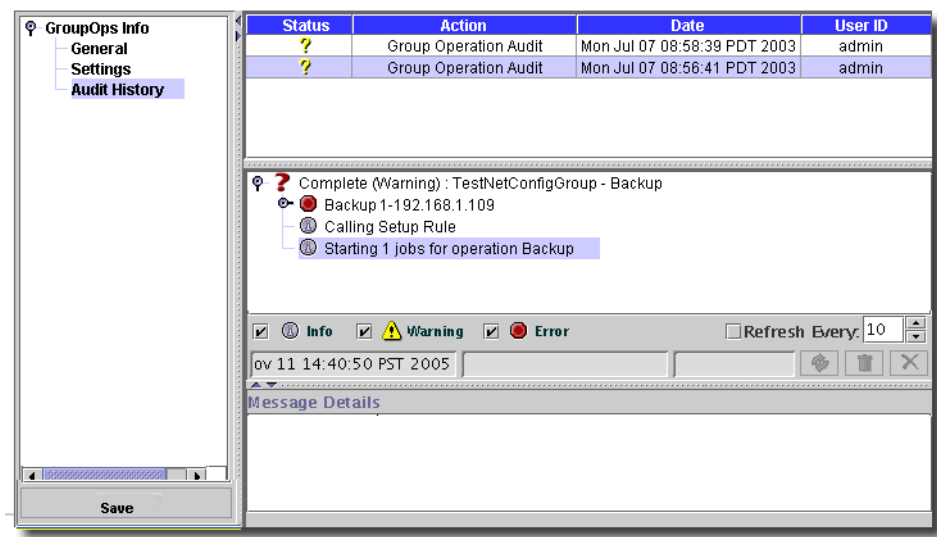 GroupOps Info
General
Settings
Audit History
Save
Status Action Date User ID
? Group Operation Audit Mon Jul 07 08:58:39 PDT 2003 admin
? Group Operation Audit Mon Jul 07 08:56:41 PDT 2003 admin
? Complete (Warning) : TestNetConfigGroup - Backup
Backup 1-192.168.1.109
Calling Setup Rule
Starting 1 jobs for operation Backup
Info Warning Error Refresh Every: 10
ov 11 14:40:50 PST 2005
Message Details